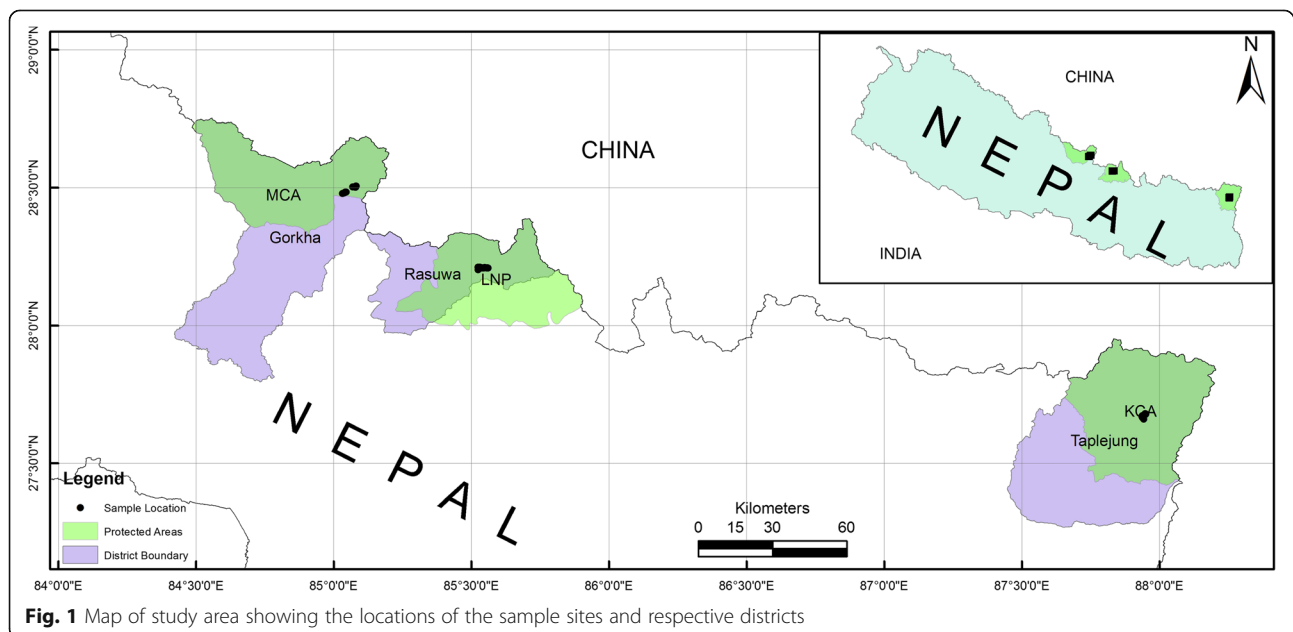 29°0'0"N
28°30'0"N
28°0'0"N
27°30'0"N
CHINA
MCA
Gorkha
Rasuwa
LNP
KCA
Taplejung
NEPAL
N
CHINA
NEPAL
INDIA
Legend
Sample Location
Protected Areas
District Boundary
Kilometers
0 15 30 60
84°0'0"E 84°30'0"E 85°0'0"E 85°30'0"E 86°0'0"E 86°30'0"E 87°0'0"E 87°30'0"E 88°0'0"E
Fig. 1 Map of study area showing the locations of the sample sites and respective districts